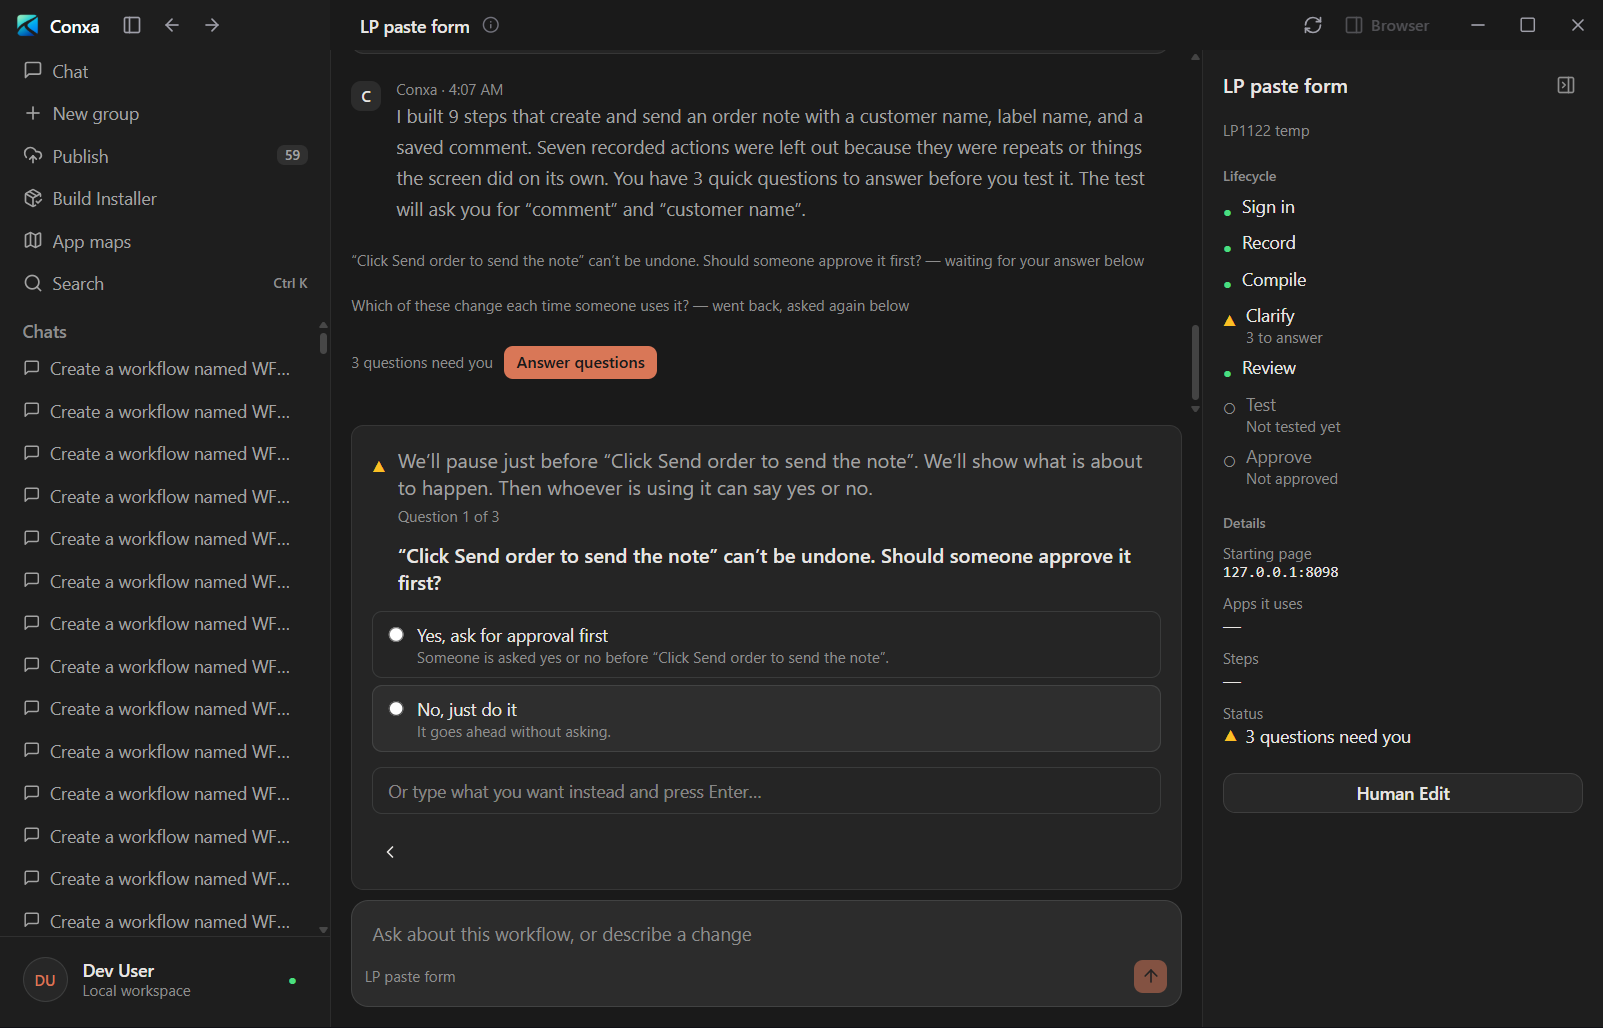 Conxa
Chat
New group
Publish
59
Build Installer
App maps
Search
Ctrl K
Chats
Create a workflow named WF...
Create a workflow named WF...
Create a workflow named WF...
Create a workflow named WF...
Create a workflow named WF...
Create a workflow named WF...
Create a workflow named WF...
Create a workflow named WF...
Create a workflow named WF...
Create a workflow named WF...
Create a workflow named WF...
Create a workflow named WF...
Create a workflow named WF...
Create a workflow named WF...
DU
Dev User
Local workspace
LP paste form
Browser
C
Conxa · 4:07 AM
I built 9 steps that create and send an order note with a customer name, label name, and a
saved comment. Seven recorded actions were left out because they were repeats or things
the screen did on its own. You have 3 quick questions to answer before you test it. The test
will ask you for “comment” and “customer name”.
“Click Send order to send the note” can’t be undone. Should someone approve it first? — waiting for your answer below
Which of these change each time someone uses it? — went back, asked again below
3 questions need you
Answer questions
We’ll pause just before “Click Send order to send the note”. We’ll show what is about
to happen. Then whoever is using it can say yes or no.
Question 1 of 3
“Click Send order to send the note” can’t be undone. Should someone approve it
first?
Yes, ask for approval first
Someone is asked yes or no before “Click Send order to send the note”.
No, just do it
It goes ahead without asking.
Or type what you want instead and press Enter...
Ask about this workflow, or describe a change
LP paste form
LP paste form
LP1122 temp
Lifecycle
Sign in
Record
Compile
Clarify
3 to answer
Review
Test
Not tested yet
Approve
Not approved
Details
Starting page
127.0.0.1:8098
Apps it uses
—
Steps
—
Status
3 questions need you
Human Edit